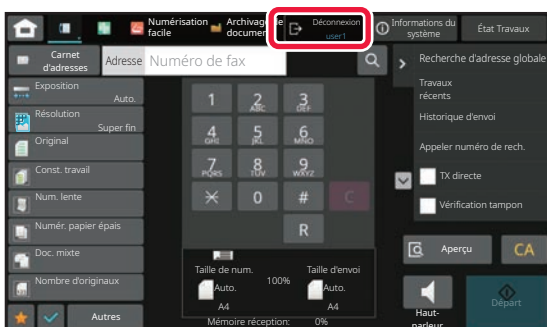 Numérisation facile
Archivage de document
Déconnexion
user1
Informations du système
État Travaux
Carnet d'adresses
Adresse
Numéro de fax
Recherche d'adresse globale
Exposition
Auto.
Résolution
Super fin
Original
Const. travail
Num. lente
Numér. papier épais
Doc. mixte
Nombre d'originaux
Autres
1
2 ABC
3 DEF
4 GHI
5 JKL
6 MNO
7 PQRS
8 TUV
9 WXYZ
0
#
C
R
Taille de num.
Auto.
A4
100%
Taille d'envoi
Auto.
A4
Mémoire réception: 0%
Travaux récents
Historique d'envoi
Appeler numéro de rech.
TX directe
Vérification tampon
Aperçu
CA
Haut-parleur
Départ